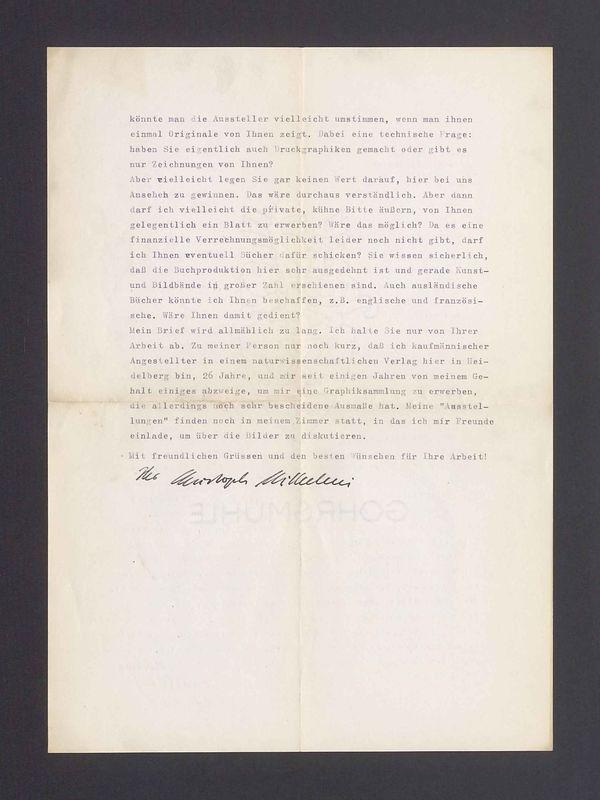 könnte man die Aussteller vielleicht umstimmen, wenn man ihnen
einmal Originale von Ihnen zeigt. Dabei eine technische Frage:
haben Sie eigentlich auch Druckgraphiken gemacht oder gibt es
nur Zeichnungen von Ihnen?
Aber vielleicht legen Sie gar keinen Wert darauf, hier bei uns
Ansehen zu gewinnen. Das wäre durchaus verständlich. Aber dann
darf ich vielleicht die private, kühne Bitte äußern, von Ihnen
gelegentlich ein Blatt zu erwerben? Wäre das möglich? Da es eine
finanzielle Verrechnungsmöglichkeit leider noch nicht gibt, darf
ich Ihnen eventuell Bücher dafür schicken? Sie wissen sicherlich,
daß die Buchproduktion hier sehr ausgedehnt ist und gerade Kunst-
und Bildbände in großer Zahl erschienen sind. Auch ausländische
Bücher könnte ich Ihnen beschaffen, z.B. englische und französi-
sche. Wäre Ihnen damit gedient?
Mein Brief wird allmählich zu lang. Ich halte Sie nur von Ihrer
Arbeit ab. Zu meiner Person nur noch kurz, daß ich kaufmännischer
Angestellter in einem naturwissenschaftlichen Verlag hier in Hei-
delberg bin, 26 Jahre, und mir seit einigen Jahren von meinem Ge-
halt einiges abzweige, um mir eine Graphiksammlung zu erwerben,
die allerdings noch sehr bescheidene Ausmaße hat. Meine "Ausstel-
lungen" finden noch in meinem Zimmer statt, in das ich mir Freunde
einlade, um über die Bilder zu diskutieren.
Mit freundlichen Grüssen und den besten Wünschen für Ihre Arbeit!
Ihr Christoph Wilhelmi
GOHRSMÜHLE